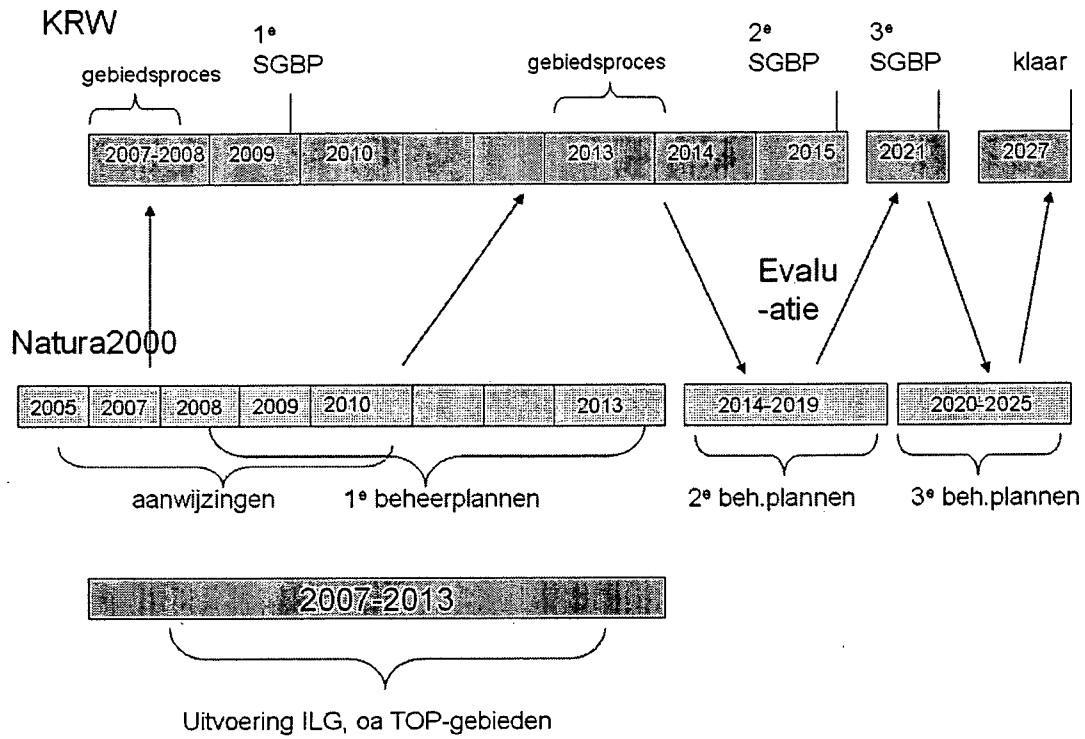 KRW
1e
SGBP
gebiedsproces
gebiedsproces
2e
SGBP
3e
SGBP
klaar
2007-2008 2009 2010 2013 2014 2015 2021 2027
Evalu
-atie
Natura2000
2005 2007 2008 2009 2010 2013 2014-2019 2020-2025
aanwijzingen 1e beheerplannen 2e beh.plannen 3e beh.plannen
2007-2013
Uitvoering ILG, oa TOP-gebieden